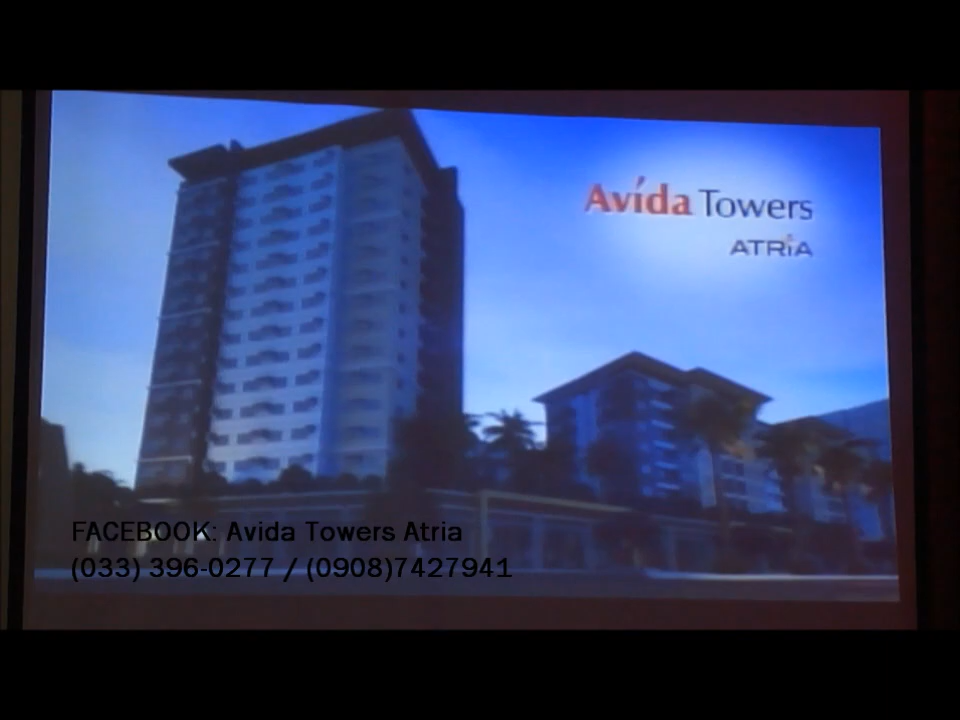 Avida Towers
ATRIA
FACEBOOK: Avida Towers Atria
(033) 396-0277 / (0908)7427941